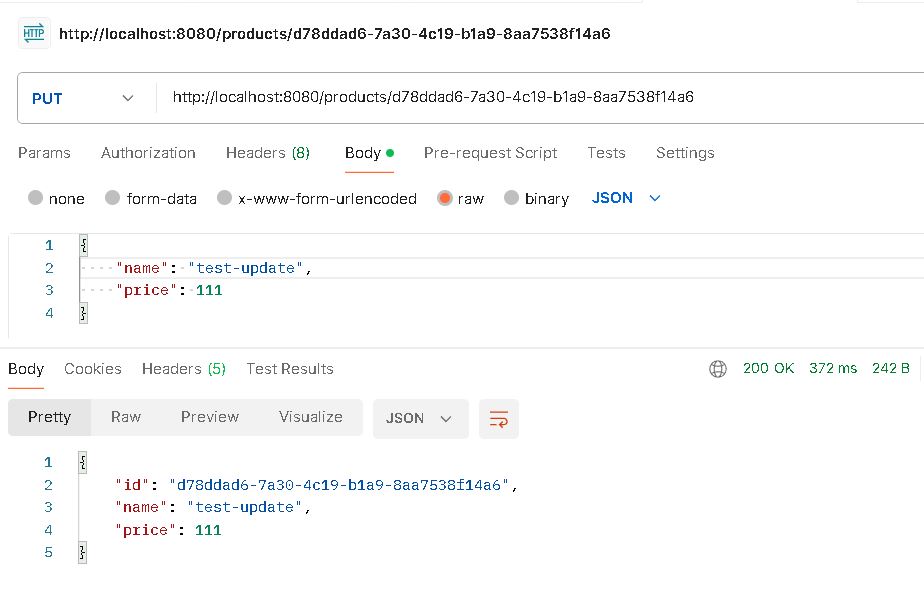 HTTP http://localhost:8080/products/d78ddad6-7a30-4c19-b1a9-8aa7538f14a6
PUT http://localhost:8080/products/d78ddad6-7a30-4c19-b1a9-8aa7538f14a6
Params Authorization Headers (8) Body Pre-request Script Tests Settings
none form-data x-www-form-urlencoded raw binary JSON
1 {
2 ····"name":·"test-update",
3 ····"price":·111
4 }
Body Cookies Headers (5) Test Results 200 OK 372 ms 242 B
Pretty Raw Preview Visualize JSON
1 {
2 "id": "d78ddad6-7a30-4c19-b1a9-8aa7538f14a6",
3 "name": "test-update",
4 "price": 111
5 }